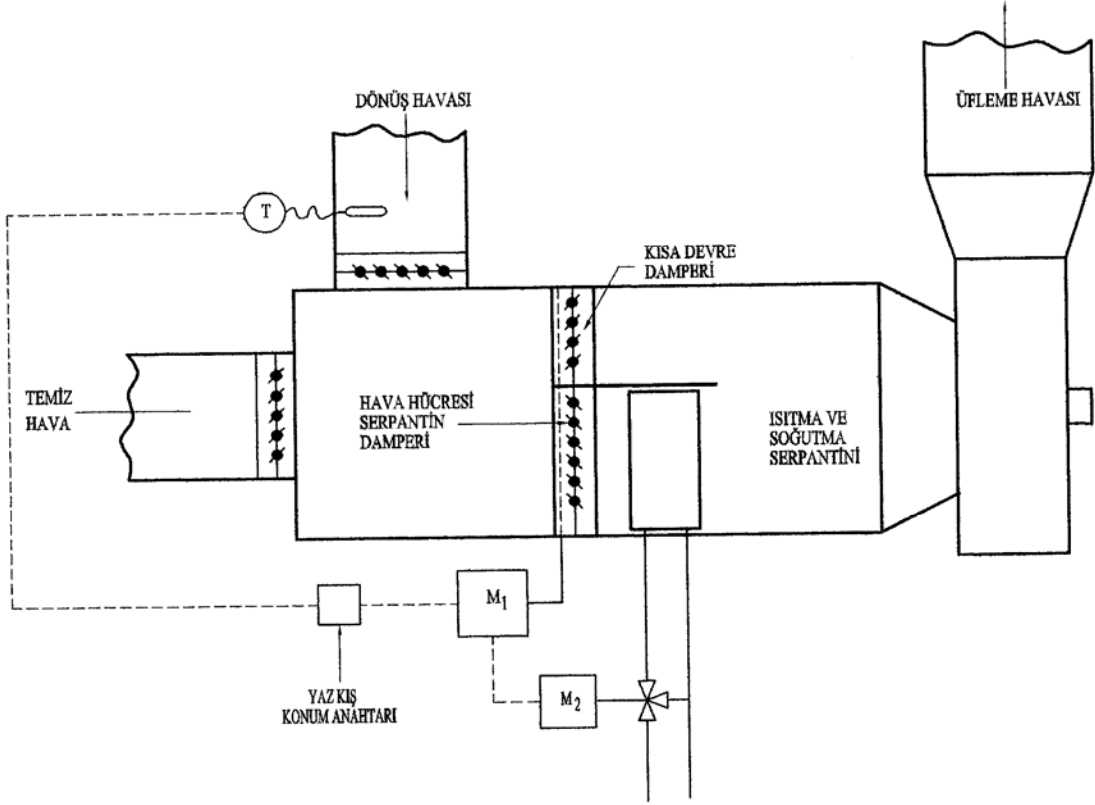 DÖNÜŞ HAVASI
ÜFLEME HAVASI
T
KISA DEVRE
DAMPERİ
TEMİZ
HAVA
HAVA HÜCRESİ
SERPANTİN
DAMPERİ
ISITMA VE
SOĞUTMA
SERPANTİNİ
M1
YAZ KIŞ
KONUM ANAHTARI
M2